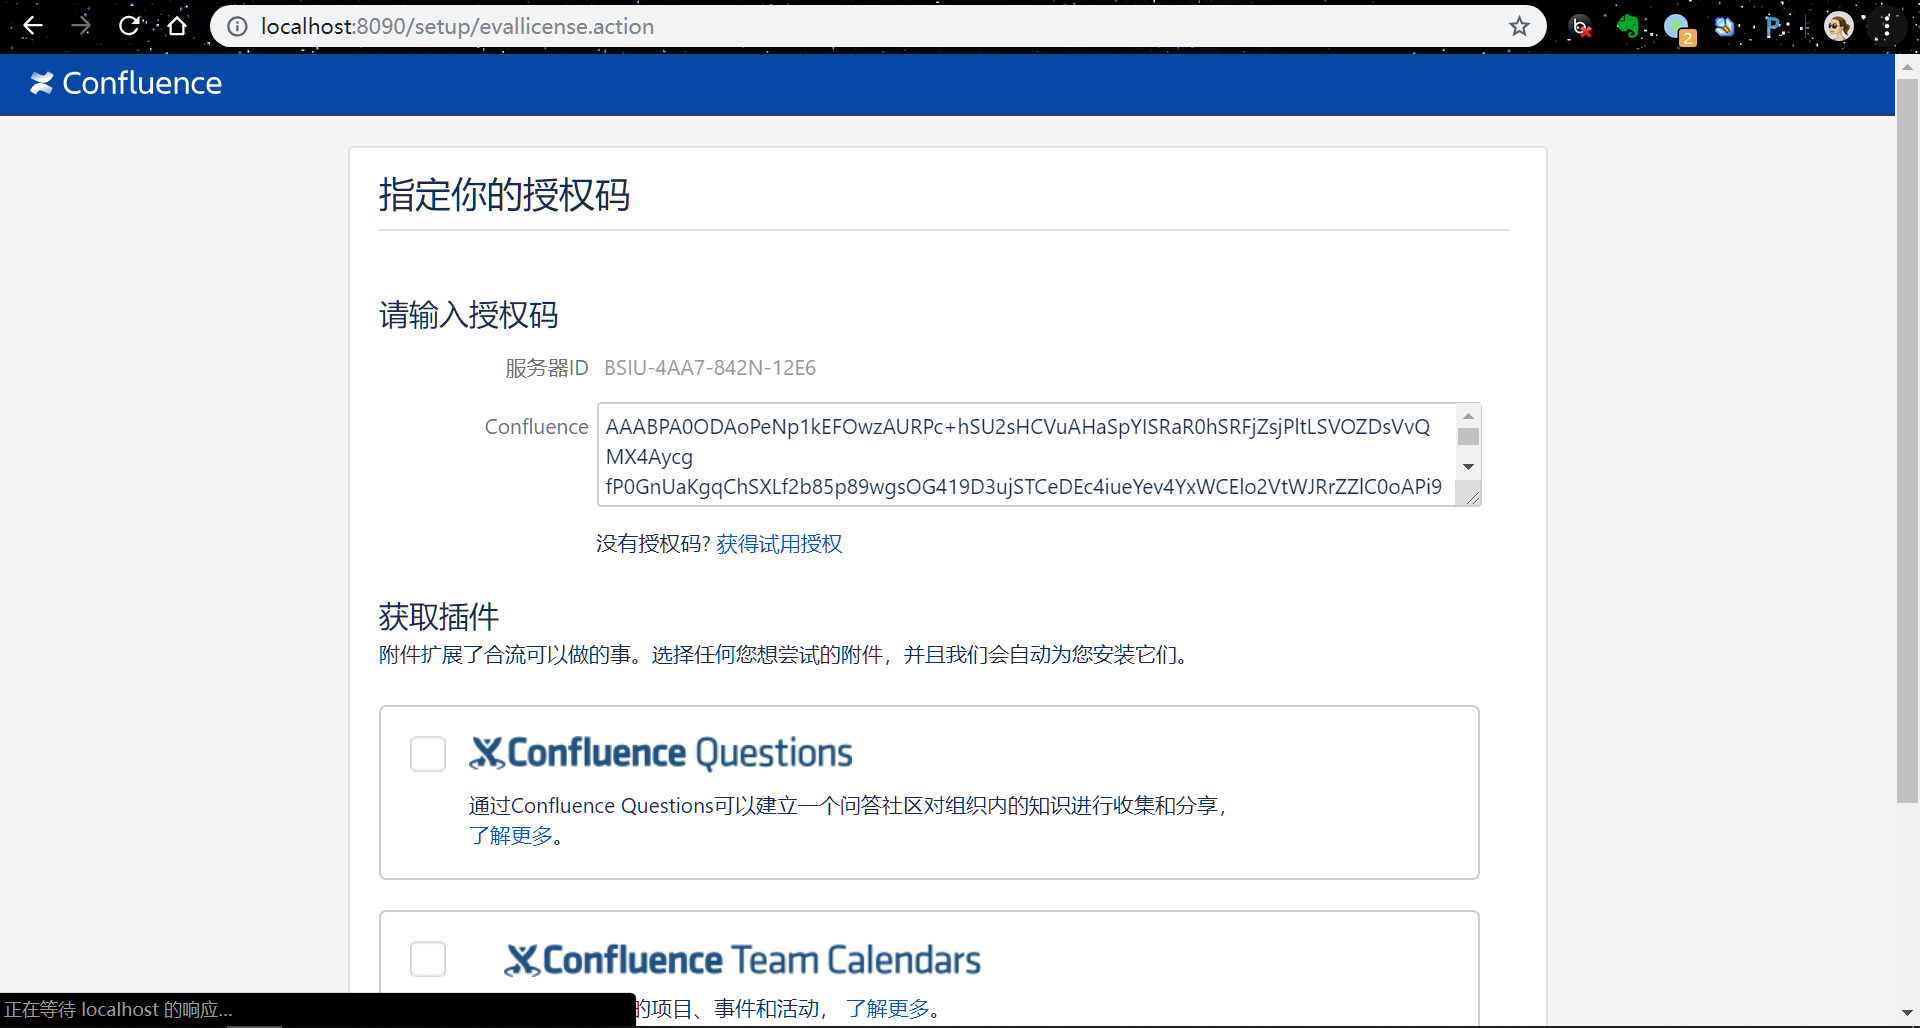 localhost:8090/setup/evallicense.action
2
Confluence
指定你的授权码
请输入授权码
服务器ID BSIU-4AA7-842N-12E6
Confluence AAABPA0ODAoPeNp1kEFOwzAURPc+hSU2sHCVuAHaSpYISRaR0hSRFjZsjPltLSVOZDsVvQ
MX4Aycg
fP0GnUaKgqChSXLf2b85p89wgsOG419D3ujSTCeDEc4iueYev4YxWCElo2VtWJRrZZlC0oAPi9
没有授权码? 获得试用授权
获取插件
附件扩展了合流可以做的事。选择任何您想尝试的附件，并且我们会自动为您安装它们。
Confluence Questions
通过Confluence Questions可以建立一个问答社区对组织内的知识进行收集和分享，
了解更多。
Confluence Team Calendars
的项目、事件和活动， 了解更多。
正在等待 localhost 的响应...